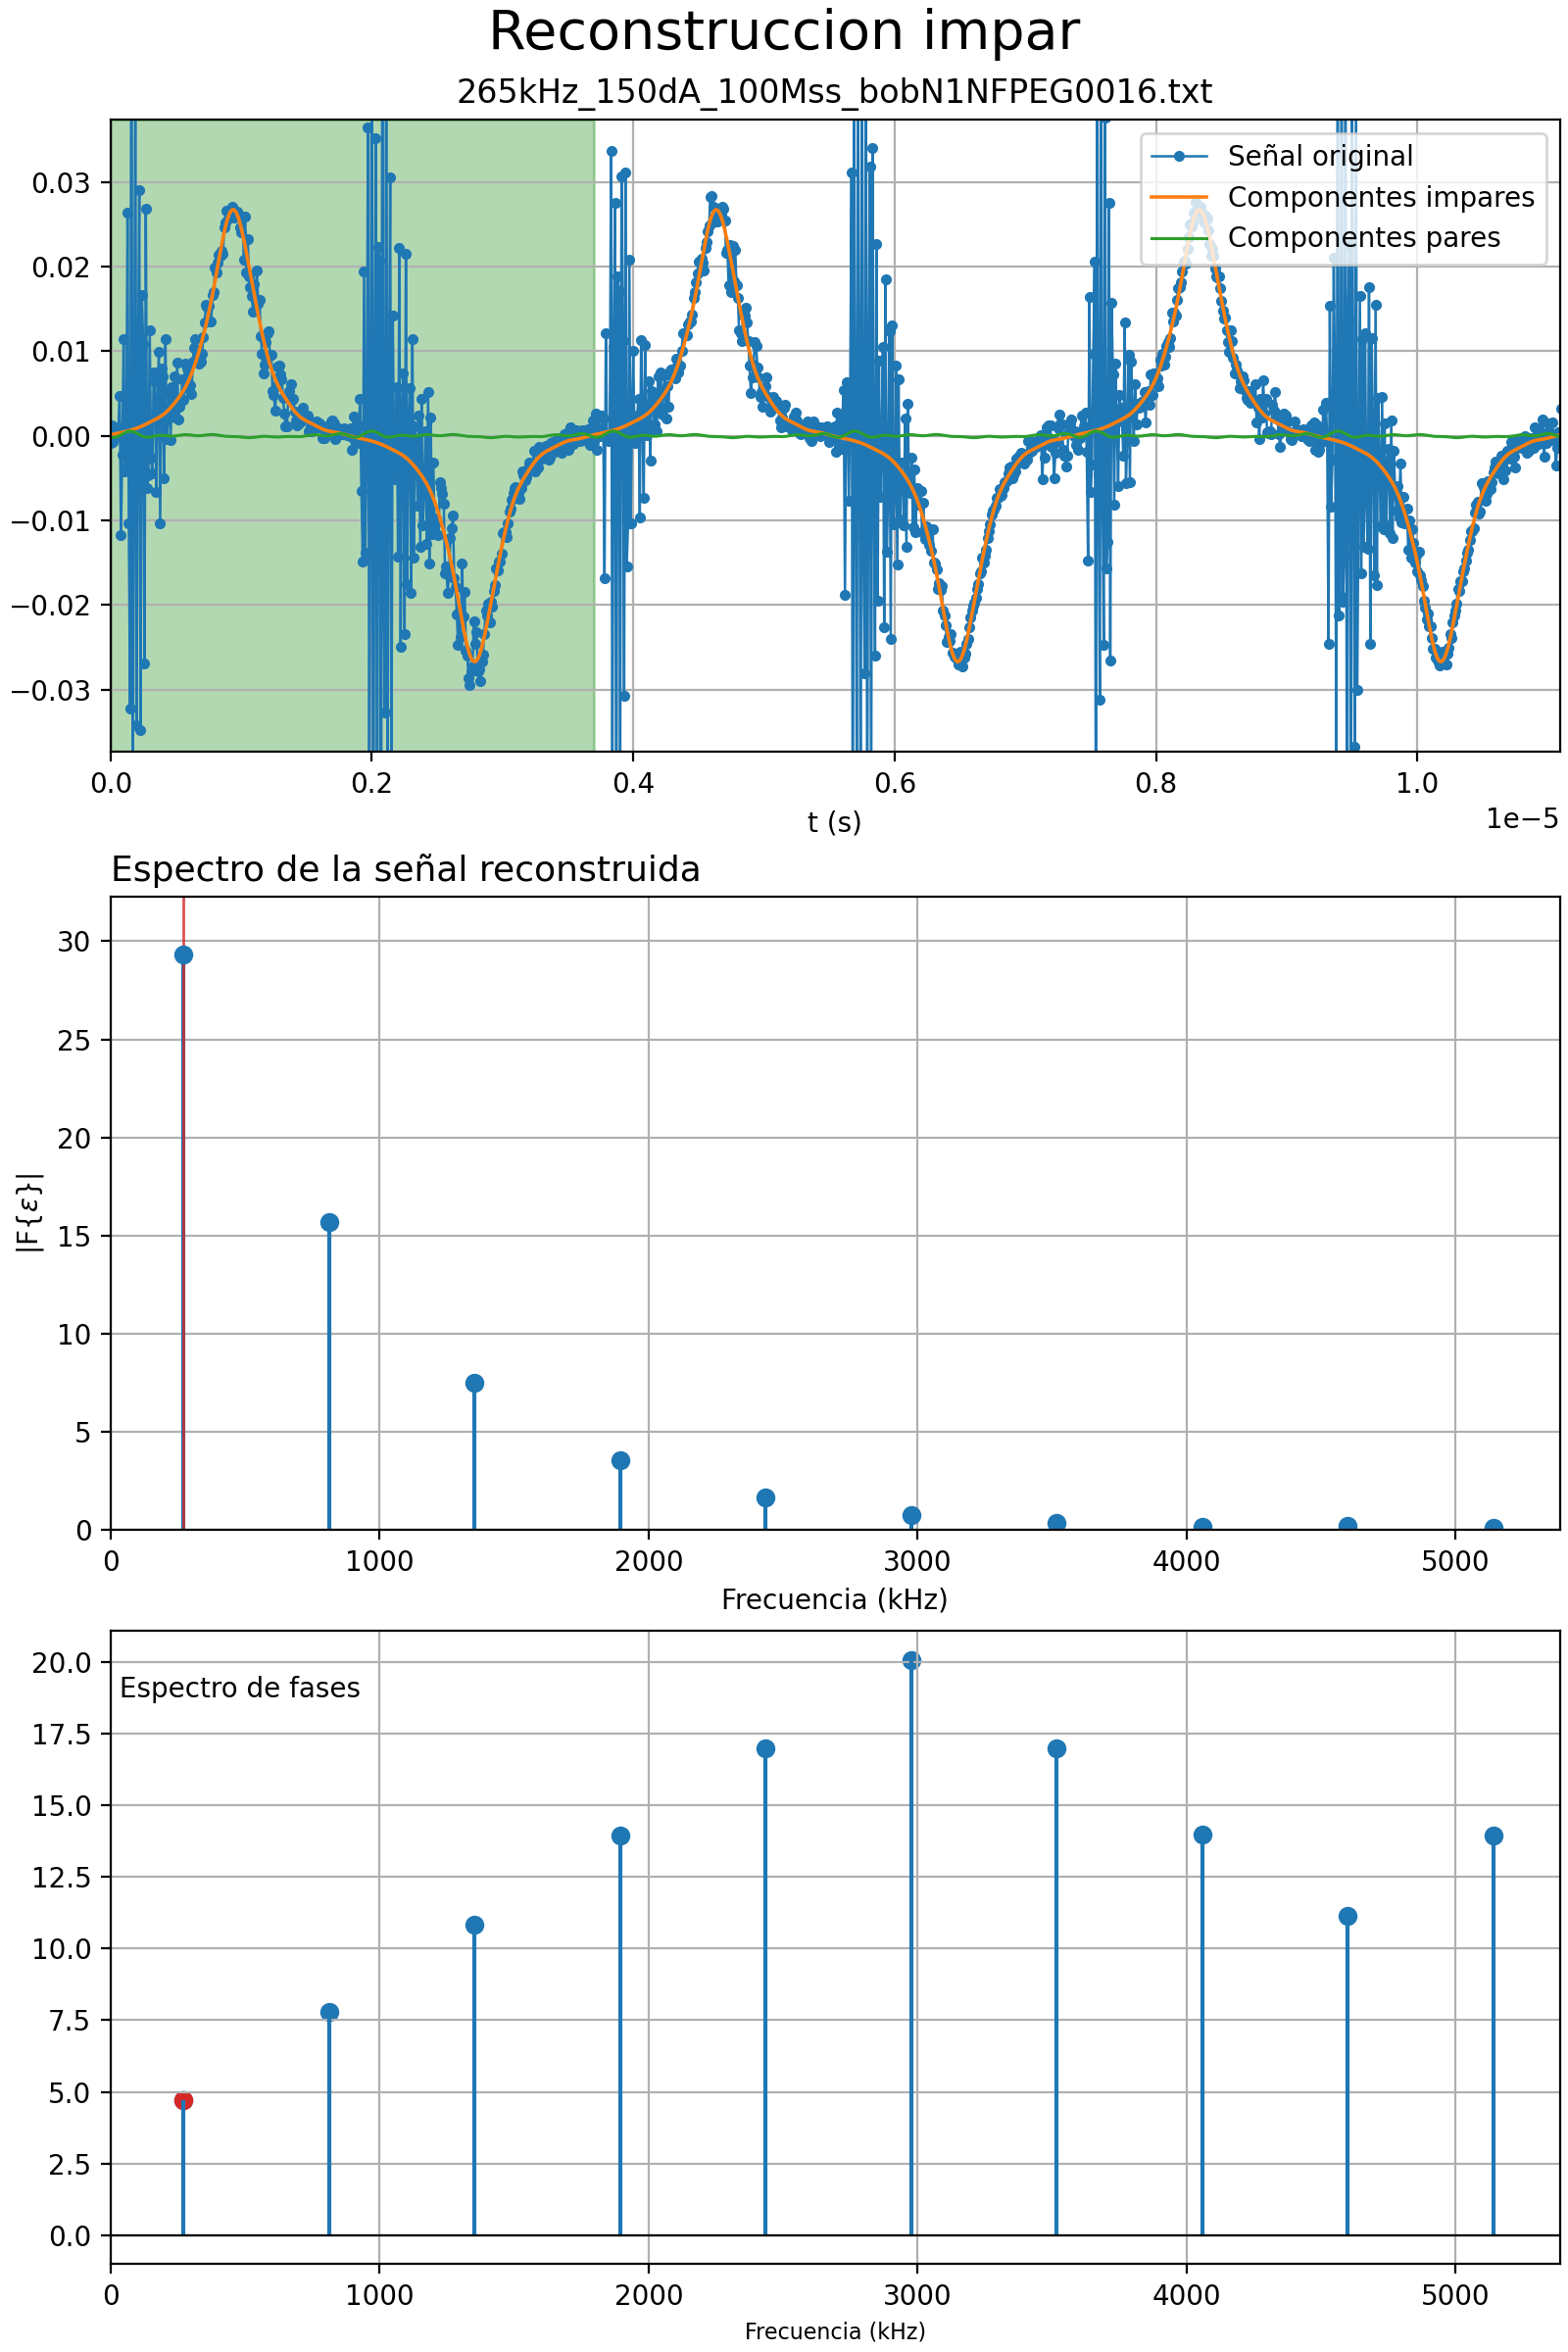 Reconstruccion impar
265kHz_150dA_100Mss_bobN1NFPEG0016.txt
Señal original
Componentes impares
Componentes pares
0.03
0.02
0.01
0.00
−0.01
−0.02
−0.03
0.0 0.2 0.4 0.6 0.8 1.0
1e−5
t (s)
Espectro de la señal reconstruida
|F{ε}|
30
25
20
15
10
5
0
0 1000 2000 3000 4000 5000
Frecuencia (kHz)
Espectro de fases
20.0
17.5
15.0
12.5
10.0
7.5
5.0
2.5
0.0
0 1000 2000 3000 4000 5000
Frecuencia (kHz)